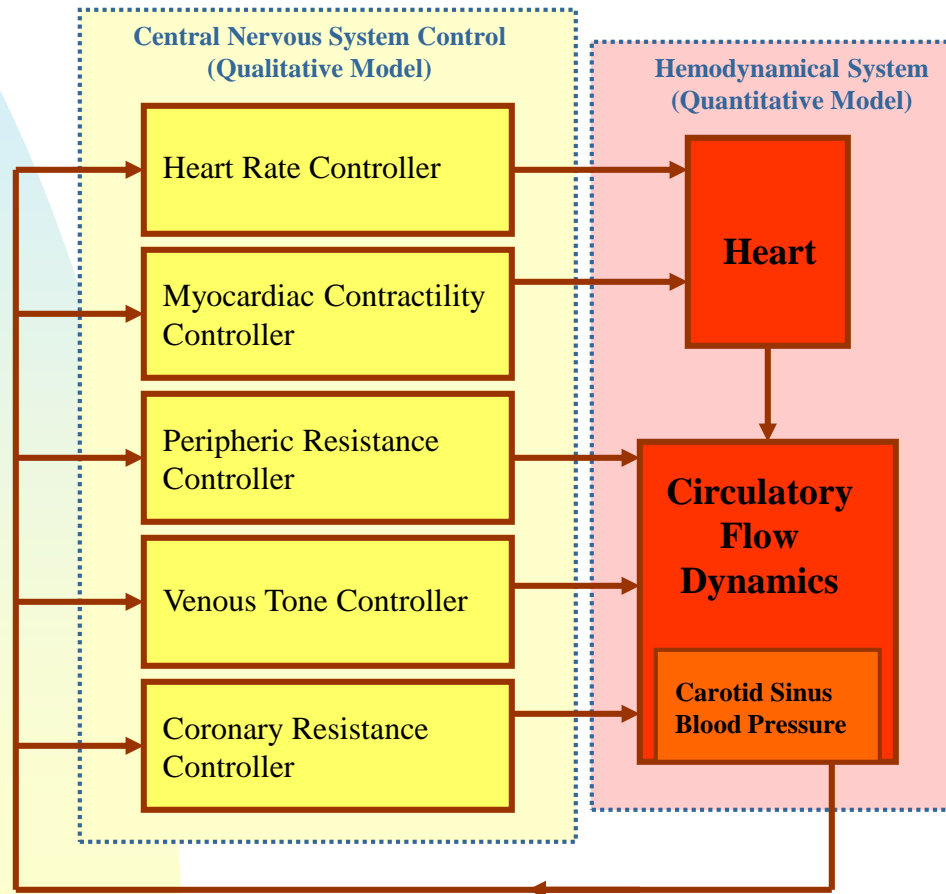 Central Nervous System Control
(Qualitative Model)
Heart Rate Controller
Myocardiac Contractility
Controller
Peripheric Resistance
Controller
Venous Tone Controller
Coronary Resistance
Controller
Hemodynamical System
(Quantitative Model)
Heart
Circulatory
Flow
Dynamics
Carotid Sinus
Blood Pressure